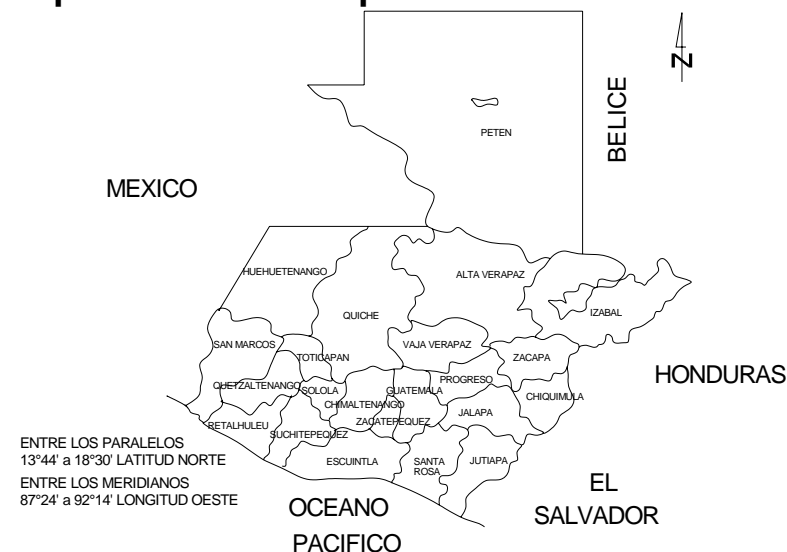 N
BELICE
PETEN
MEXICO
HUEHUETENANGO
ALTA VERAPAZ
IZABAL
QUICHE
SAN MARCOS
VAJA VERAPAZ
TOTICAPAN
ZACAPA
HONDURAS
QUETZALTENANGO
SOLOLA
GUATEMALA
PROGRESO
CHIQUIMULA
CHIMALTENANGO
JALAPA
RETALHULEU
ZACATEPEQUEZ
SUCHITEPEQUEZ
ESCUINTLA
SANTA
ROSA
JUTIAPA
ENTRE LOS PARALELOS
13°44' a 18°30' LATITUD NORTE
ENTRE LOS MERIDIANOS
87°24' a 92°14' LONGITUD OESTE
OCEANO
PACIFICO
EL
SALVADOR